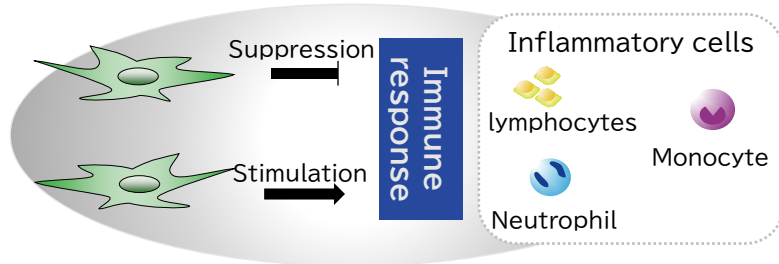 Suppression
Stimulation
Immune
response
Inflammatory cells
lymphocytes
Monocyte
Neutrophil